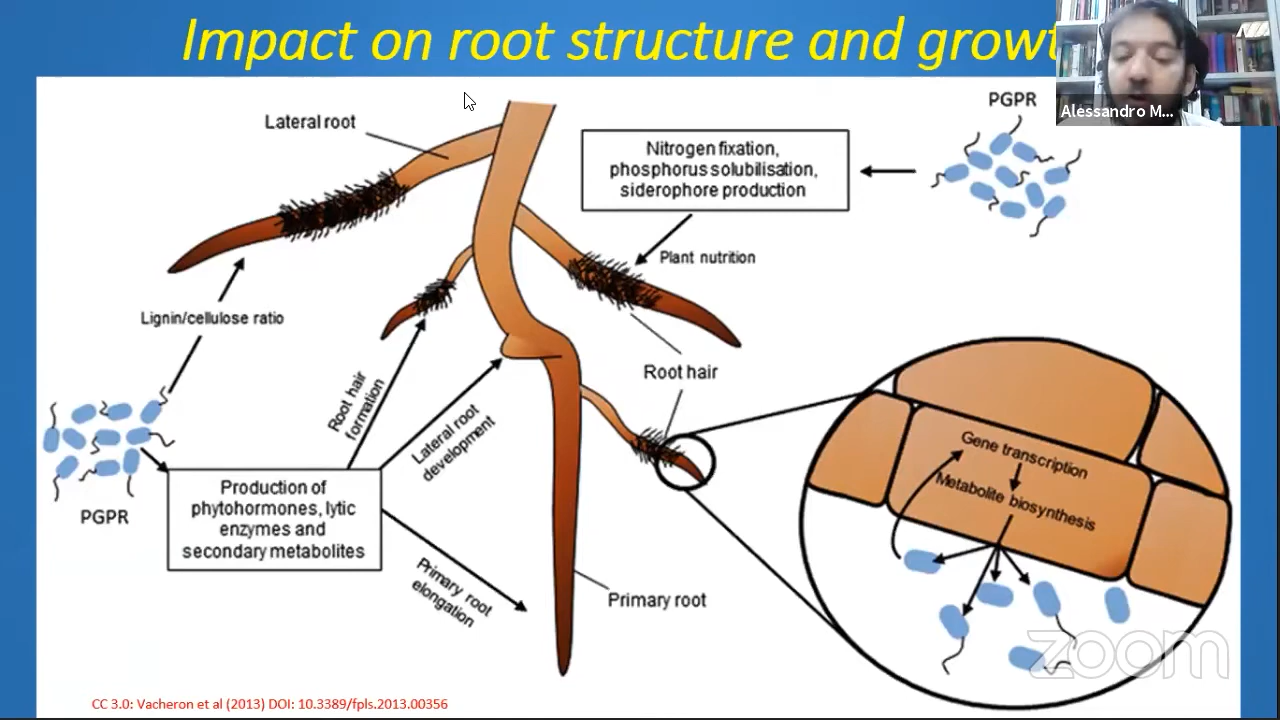 Impact on root structure and growt
Alessandro M...
PGPR
Lateral root
Nitrogen fixation,
phosphorus solubilisation,
siderophore production
Plant nutrition
Lignin/cellulose ratio
Root hair
formation
Lateral root
development
Root hair
PGPR
Production of
phytohormones, lytic
enzymes and
secondary metabolites
Primary root
elongation
Primary root
Gene transcription
Metabolite biosynthesis
zoom
CC 3.0: Vacheron et al (2013) DOI: 10.3389/fpls.2013.00356